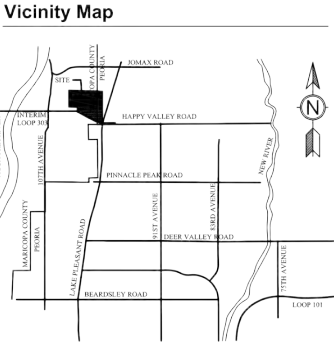 Vicinity Map
JOMAX ROAD
SITE
MARICOPA COUNTY
PEORIA
INTERIM
LOOP 303
HAPPY VALLEY ROAD
N
107TH AVENUE
NEW RIVER
PINNACLE PEAK ROAD
91ST AVENUE
83RD AVENUE
MARICOPA COUNTY
PEORIA
LAKE PLEASANT ROAD
DEER VALLEY ROAD
75TH AVENUE
BEARDSLEY ROAD
LOOP 101